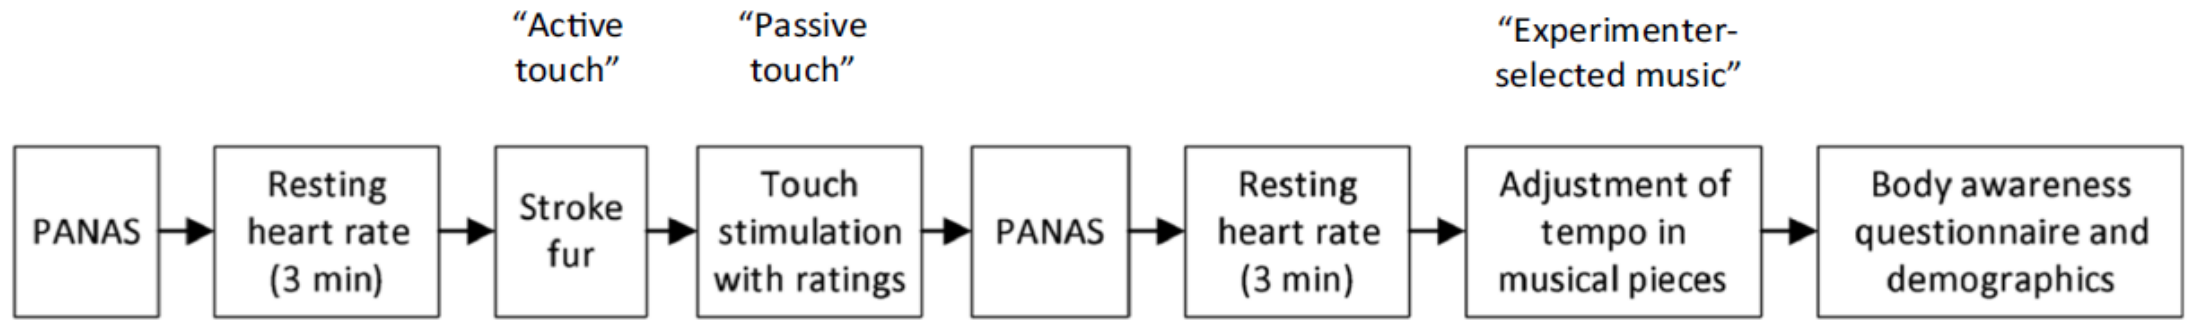 “Active
touch”
“Passive
touch”
“Experimenter-
selected music”
PANAS
Resting
heart rate
(3 min)
Stroke
fur
Touch
stimulation
with ratings
PANAS
Resting
heart rate
(3 min)
Adjustment of
tempo in
musical pieces
Body awareness
questionnaire and
demographics